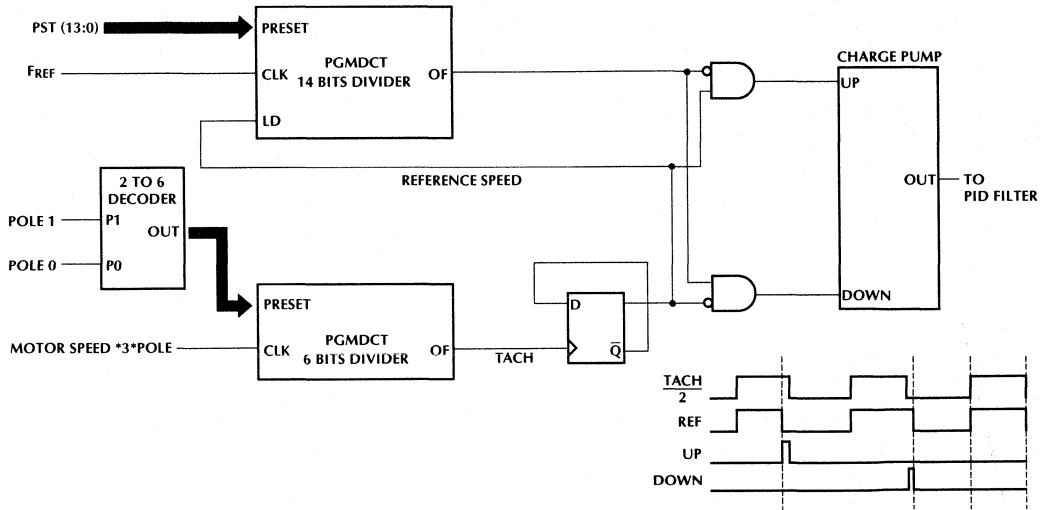 PST (13:0)
PRESET
FREF
CLK
PGMDCT
14 BITS DIVIDER
OF
LD
CHARGE PUMP
UP
OUT
TO
PID FILTER
DOWN
REFERENCE SPEED
2 TO 6
DECODER
POLE 1
P1
OUT
POLE 0
P0
PRESET
PGMDCT
6 BITS DIVIDER
MOTOR SPEED *3*POLE
CLK
OF
TACH
D
Q̅
TACH
2
REF
UP
DOWN